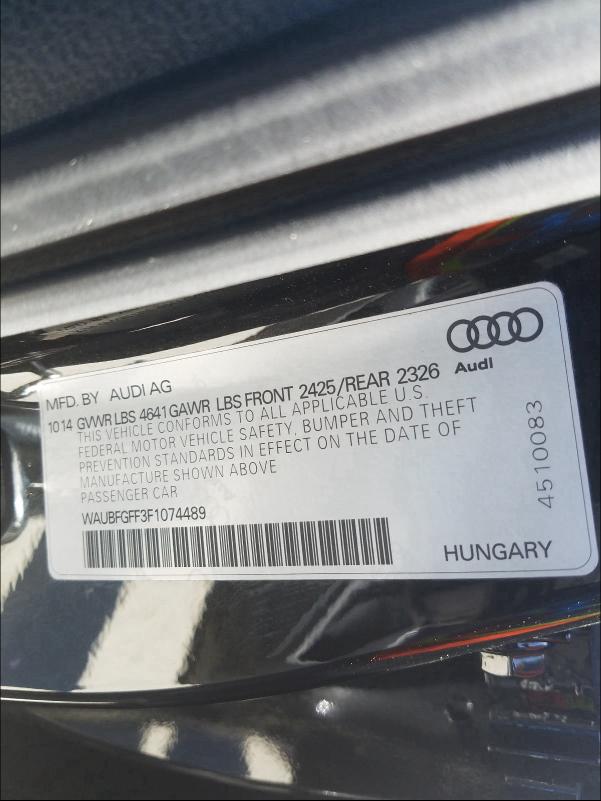 MFD. BY AUDI AG
Audi
1014 GVWR LBS 4641 GAWR LBS FRONT 2425/REAR 2326
THIS VEHICLE CONFORMS TO ALL APPLICABLE U.S.
FEDERAL MOTOR VEHICLE SAFETY, BUMPER AND THEFT
PREVENTION STANDARDS IN EFFECT ON THE DATE OF
MANUFACTURE SHOWN ABOVE
PASSENGER CAR
WAUBFGFF3F1074489
4510083
HUNGARY